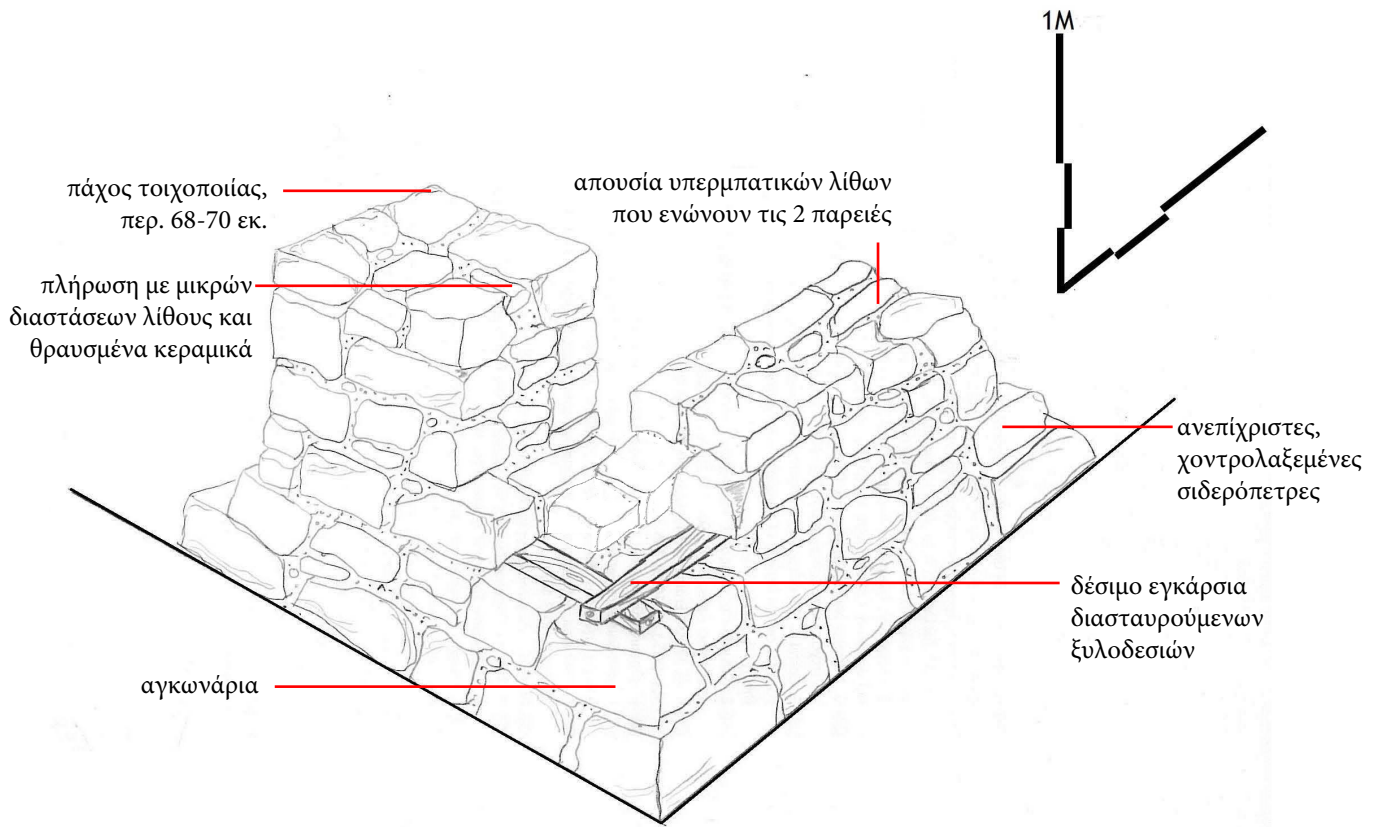 1M
πάχος τοιχοποιίας,
περ. 68-70 εκ.
απουσία υπερμπατικών λίθων
που ενώνουν τις 2 παρειές
πλήρωση με μικρών
διαστάσεων λίθους και
θραυσμένα κεραμικά
ανεπίχριστες,
χοντρολαξεμένες
σιδερόπετρες
δέσιμο εγκάρσια
διασταυρούμενων
ξυλοδεσιών
αγκωνάρια